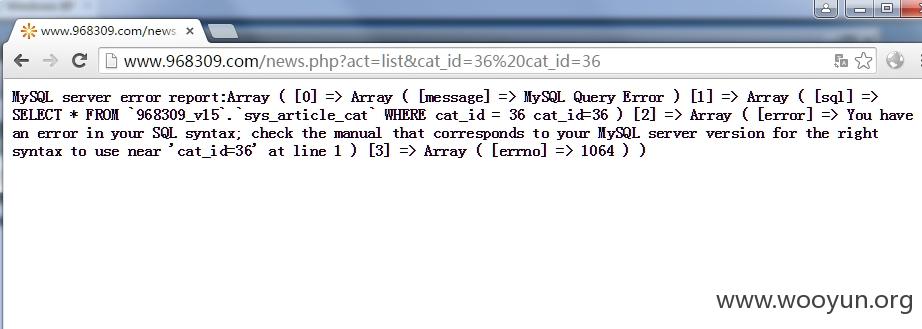 www.968309.com/news
www.968309.com/news.php?act=list&cat_id=36%20cat_id=36
MySQL server error report:Array ( [0] => Array ( [message] => MySQL Query Error ) [1] => Array ( [sql] =>
SELECT * FROM `968309_v15`.`sys_article_cat` WHERE cat_id = 36 cat_id=36 ) [2] => Array ( [error] => You have
an error in your SQL syntax; check the manual that corresponds to your MySQL server version for the right
syntax to use near 'cat_id=36' at line 1 ) [3] => Array ( [errno] => 1064 ) )
www.wooyun.org